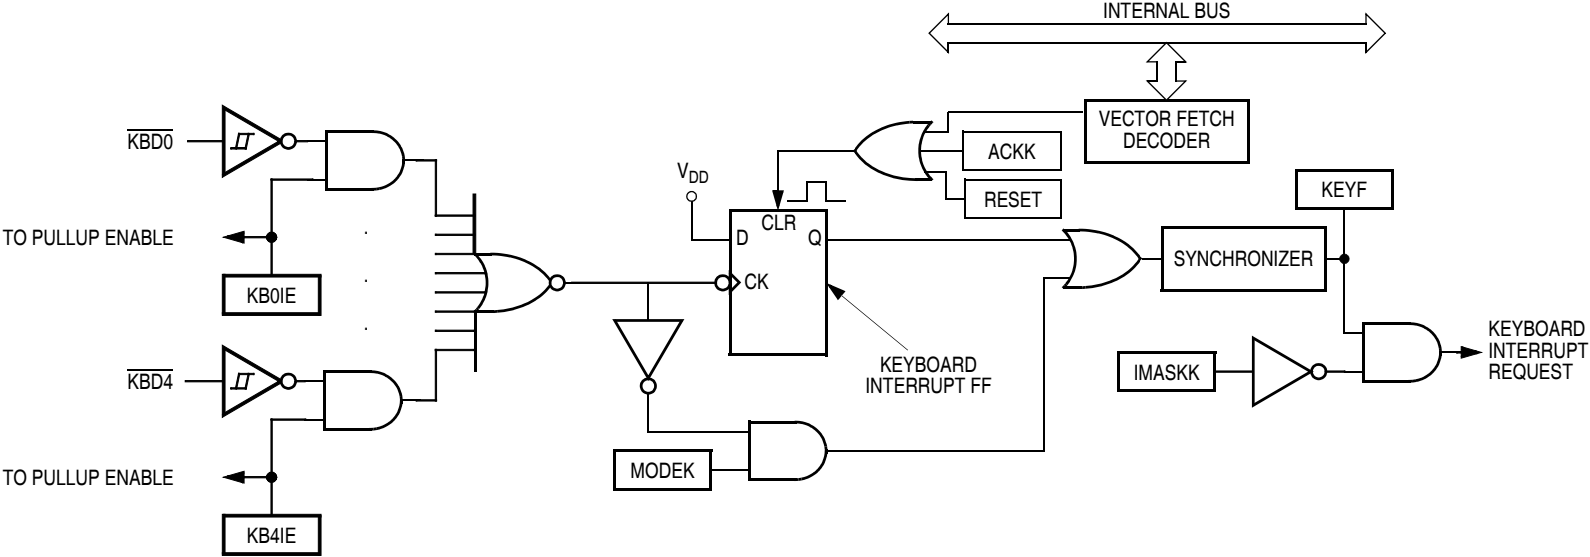 INTERNAL BUS
VECTOR FETCH
DECODER
KBD0
ACKK
VDD
KEYF
RESET
CLR
TO PULLUP ENABLE
D
Q
SYNCHRONIZER
CK
KB0IE
KEYBOARD
INTERRUPT FF
KEYBOARD
INTERRUPT
REQUEST
KBD4
IMASKK
MODEK
TO PULLUP ENABLE
KB4IE